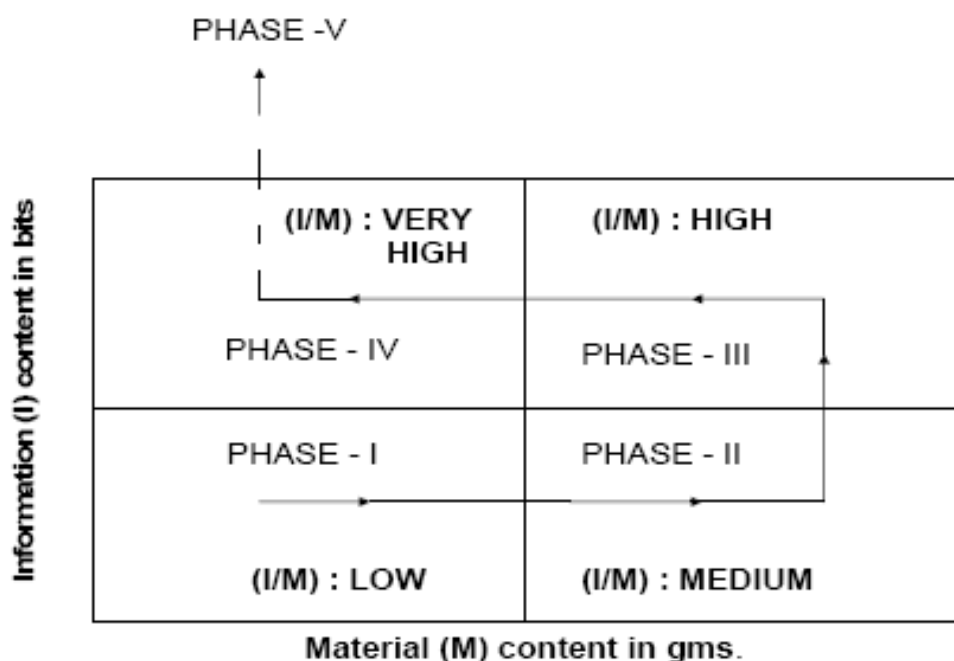 PHASE -V
Information (I) content in bits
(I/M) : VERY
HIGH
(I/M) : HIGH
PHASE - IV
PHASE - III
PHASE - I
PHASE - II
(I/M) : LOW
(I/M) : MEDIUM
Material (M) content in gms.